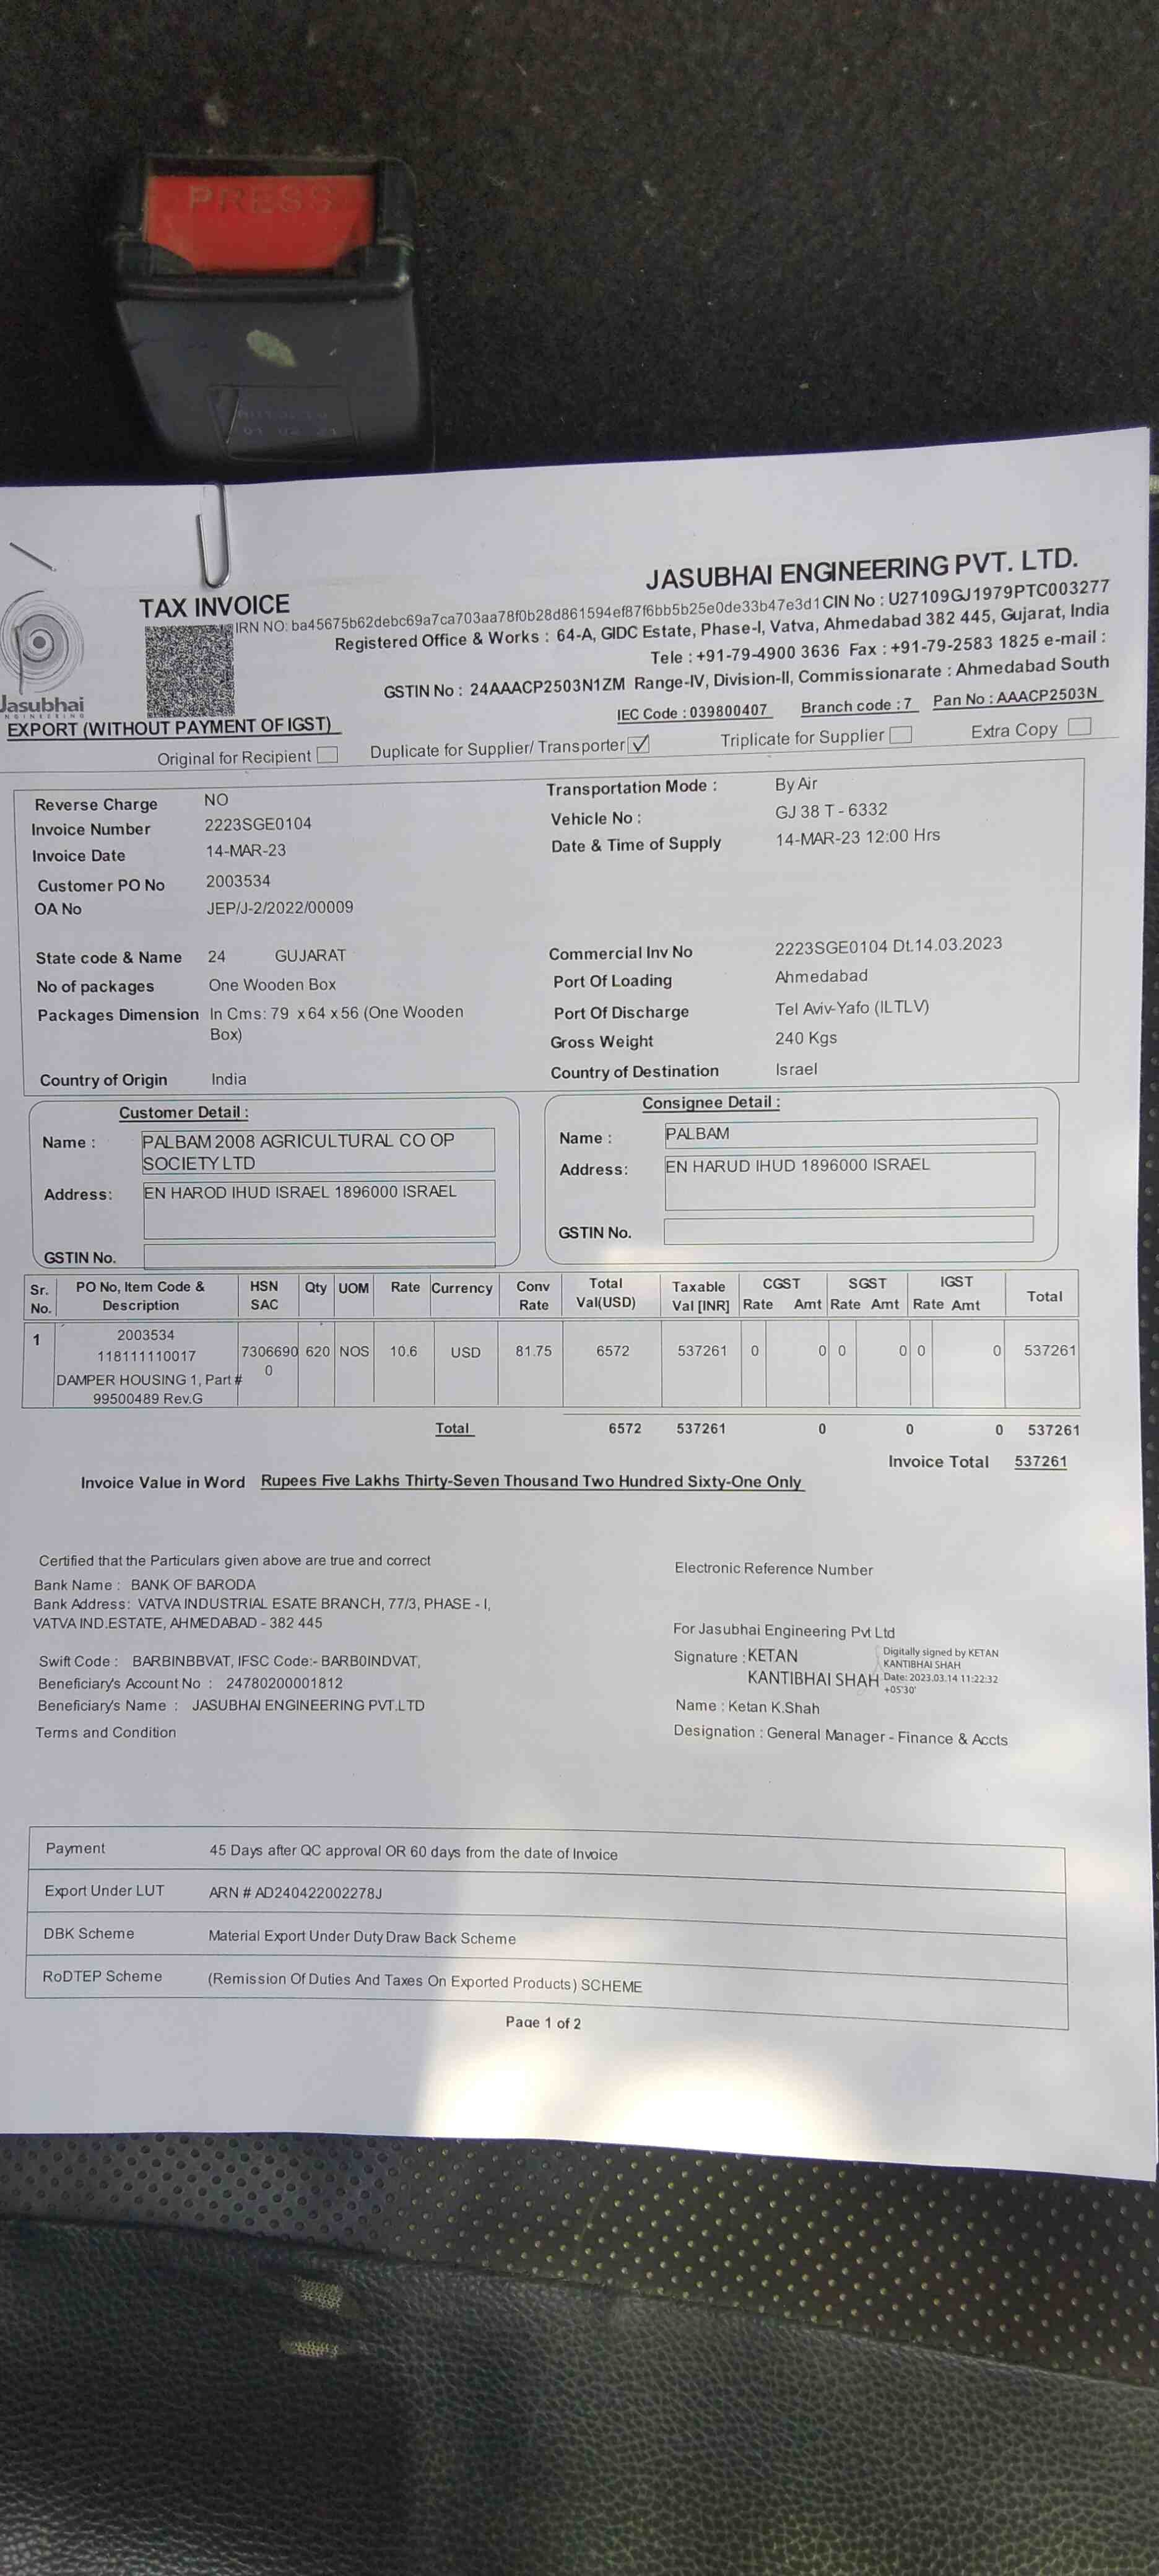 PRESS
JASUBHAI ENGINEERING PVT. LTD.
TAX INVOICE
IRN NO: ba45675b62debc69a7ca703aa78f0b28d861594ef87f6bb5b25e0de33b47e3d1 CIN No : U27109GJ1979PTC003277
Registered Office & Works : 64-A, GIDC Estate, Phase-I, Vatva, Ahmedabad 382 445, Gujarat, India
Tele : +91-79-4900 3636 Fax : +91-79-2583 1825 e-mail :
GSTIN No : 24AAACP2503N1ZM Range-IV, Division-II, Commissionarate : Ahmedabad South
Jasubhai
ENGINEERING
IEC Code : 039800407 Branch code : 7 Pan No : AAACP2503N
EXPORT (WITHOUT PAYMENT OF IGST)
Original for Recipient Duplicate for Supplier/ Transporter Triplicate for Supplier Extra Copy
Reverse Charge NO Transportation Mode : By Air
Invoice Number 2223SGE0104 Vehicle No : GJ 38 T - 6332
Invoice Date 14-MAR-23 Date & Time of Supply 14-MAR-23 12:00 Hrs
Customer PO No 2003534
OA No JEP/J-2/2022/00009
State code & Name 24 GUJARAT Commercial Inv No 2223SGE0104 Dt.14.03.2023
No of packages One Wooden Box Port Of Loading Ahmedabad
Packages Dimension In Cms: 79 x 64 x 56 (One Wooden Port Of Discharge Tel Aviv-Yafo (ILTLV)
Box) Gross Weight 240 Kgs
Country of Origin India Country of Destination Israel
Customer Detail : Consignee Detail :
Name : PALBAM 2008 AGRICULTURAL CO OP Name : PALBAM
SOCIETY LTD
Address: EN HAROD IHUD ISRAEL 1896000 ISRAEL Address: EN HARUD IHUD 1896000 ISRAEL
GSTIN No. GSTIN No.
Sr. PO No, Item Code & HSN Qty UOM Rate Currency Conv Total Taxable CGST SGST IGST Total
No. Description SAC Rate Val(USD) Val [INR] Rate Amt Rate Amt Rate Amt
1 2003534
118111110017 7306690 620 NOS 10.6 USD 81.75 6572 537261 0 0 0 0 0 0 537261
DAMPER HOUSING 1, Part # 0
99500489 Rev.G
Total 6572 537261 0 0 0 537261
Invoice Total 537261
Invoice Value in Word Rupees Five Lakhs Thirty-Seven Thousand Two Hundred Sixty-One Only
Certified that the Particulars given above are true and correct
Electronic Reference Number
Bank Name : BANK OF BARODA
Bank Address: VATVA INDUSTRIAL ESATE BRANCH, 77/3, PHASE - I,
VATVA IND.ESTATE, AHMEDABAD - 382 445
For Jasubhai Engineering Pvt Ltd
Swift Code : BARBINBBVAT, IFSC Code:- BARB0INDVAT,
Signature : KETAN
KANTIBHAI SHAH
Digitally signed by KETAN
KANTIBHAI SHAH
Date: 2023.03.14 11:22:32
+05'30'
Beneficiary's Account No : 24780200001812
Beneficiary's Name : JASUBHAI ENGINEERING PVT.LTD
Name : Ketan K.Shah
Terms and Condition
Designation : General Manager - Finance & Accts
Payment 45 Days after QC approval OR 60 days from the date of Invoice
Export Under LUT ARN # AD240422002278J
DBK Scheme Material Export Under Duty Draw Back Scheme
RoDTEP Scheme (Remission Of Duties And Taxes On Exported Products) SCHEME
Page 1 of 2